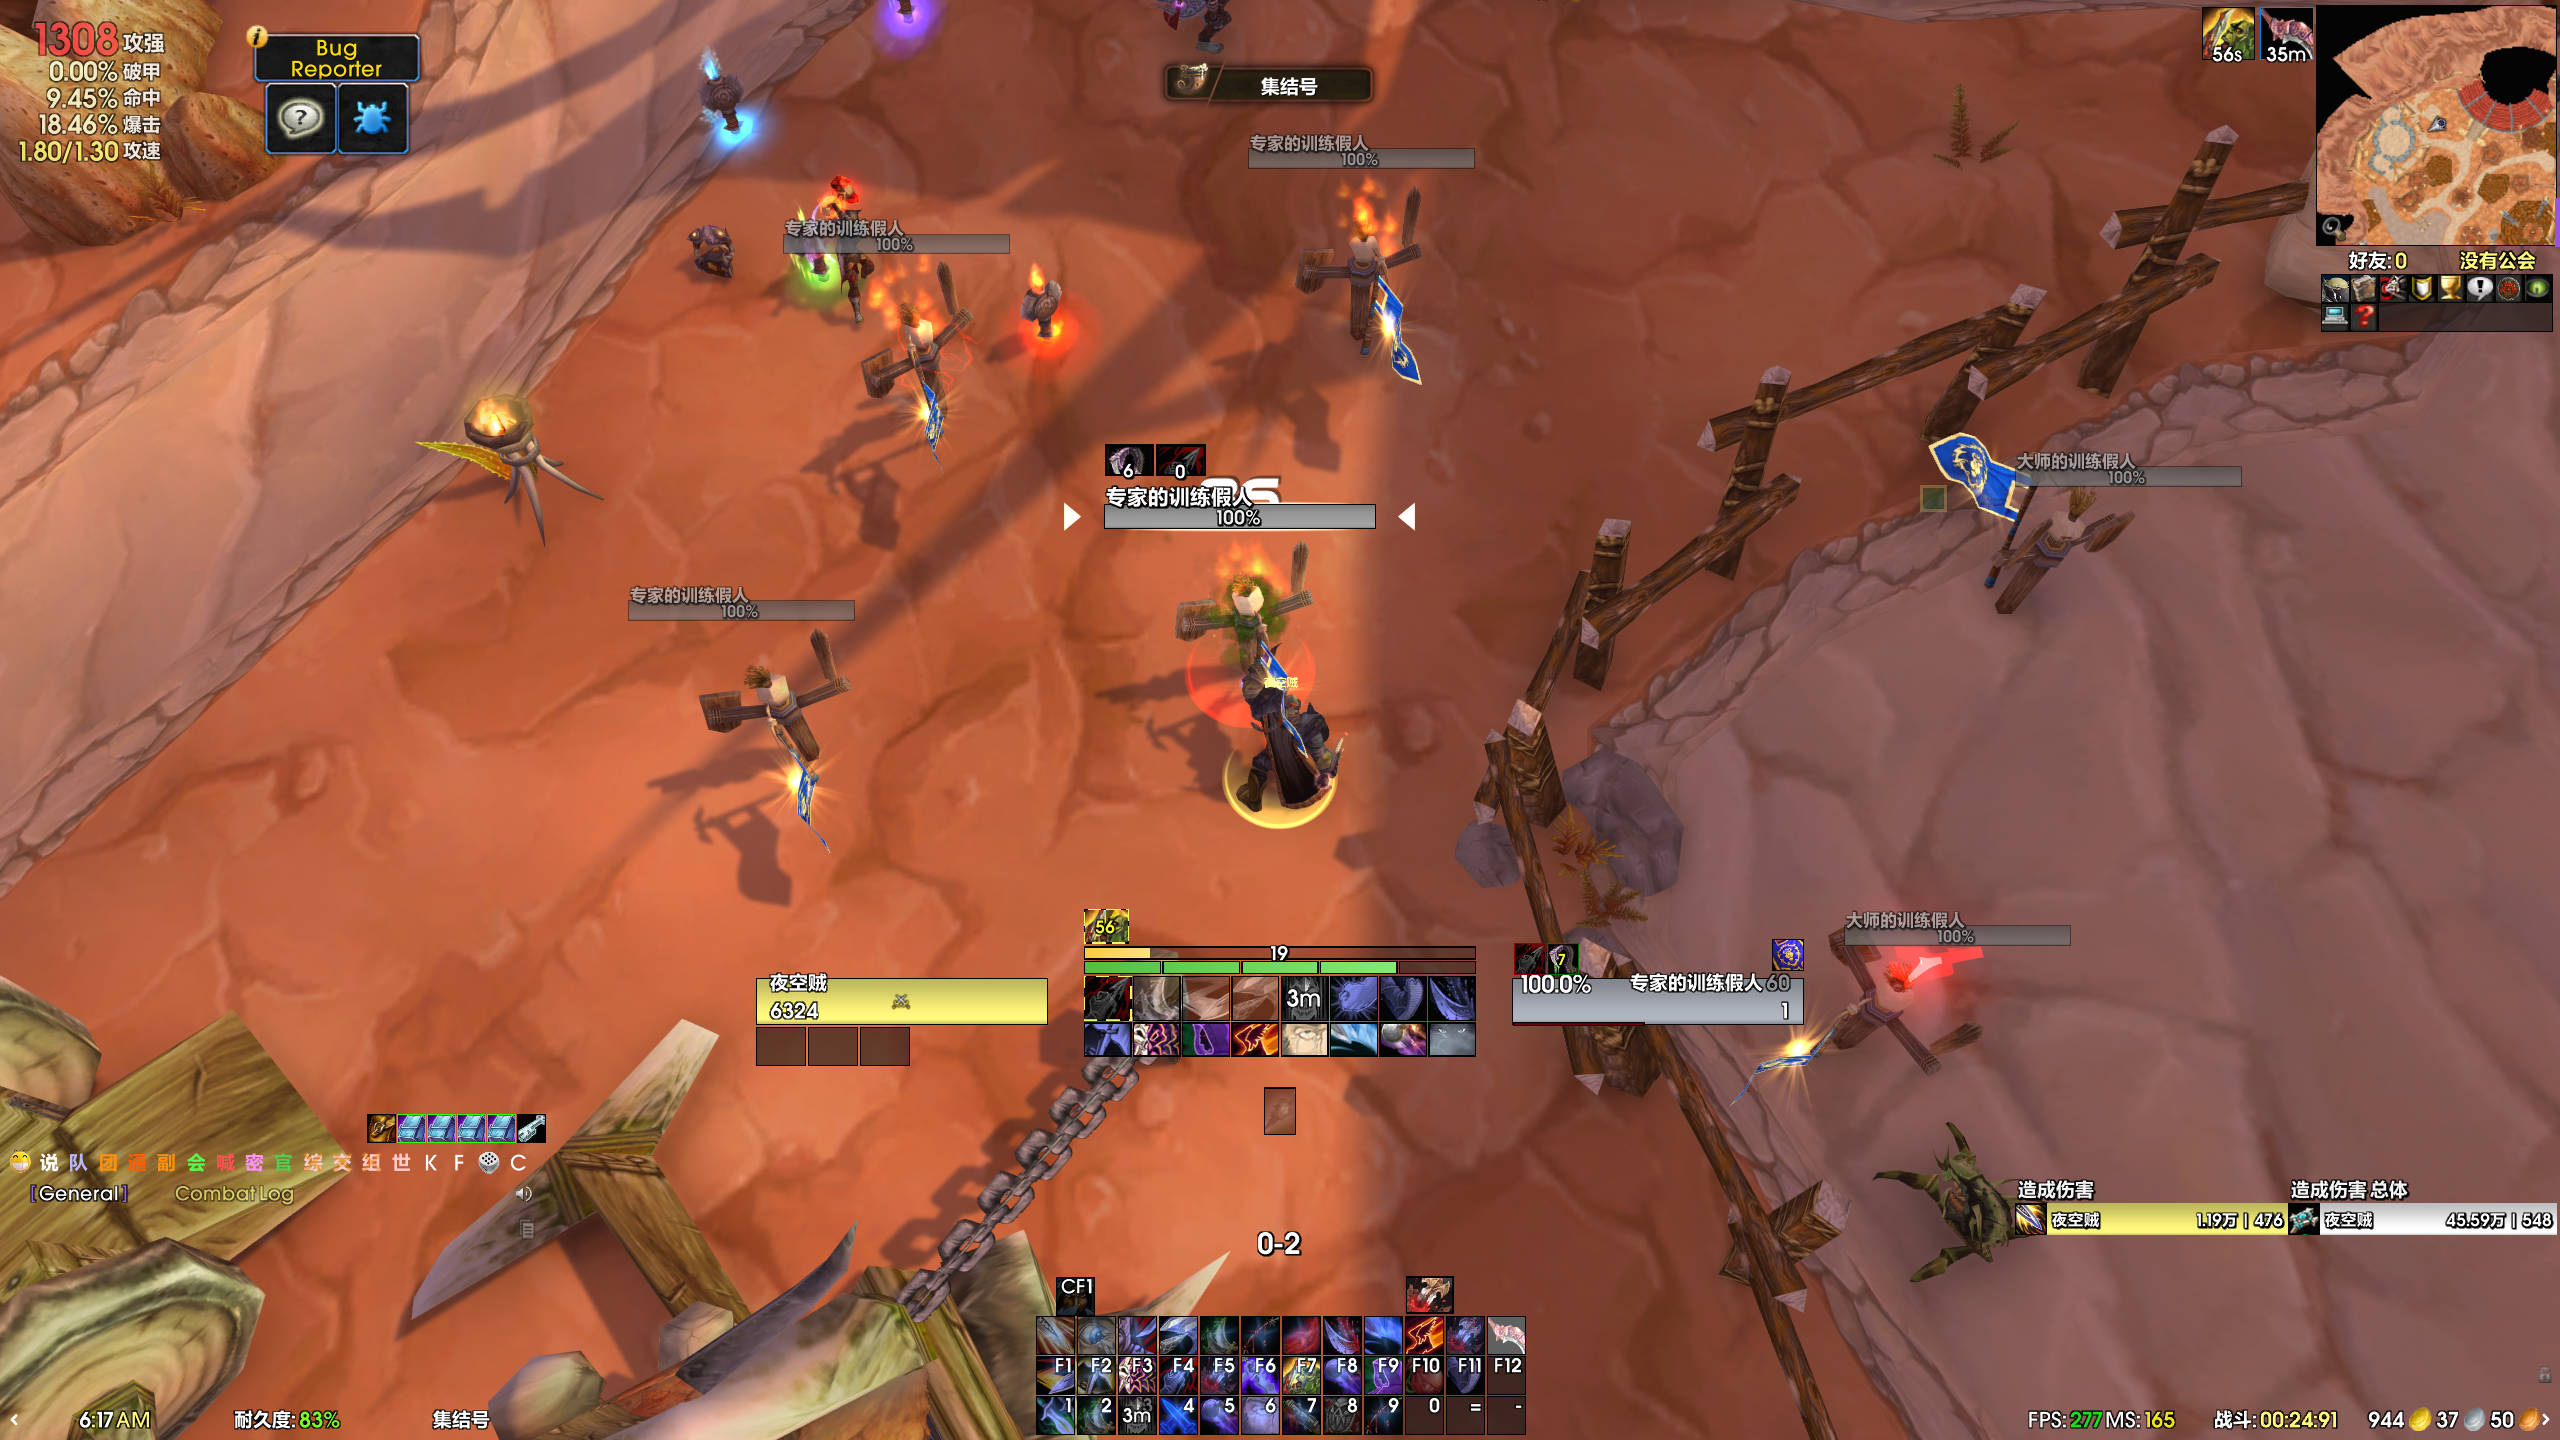 1308 攻强
0.00% 破甲
9.45% 命中
18.46% 爆击
1.80/1.30 攻速
Bug
Reporter
集结号
56s
35m
好友: 0
没有公会
专家的训练假人
100%
专家的训练假人
100%
6
0
专家的训练假人
100%
大师的训练假人
100%
专家的训练假人
100%
夜空贼
大师的训练假人
100%
56
19
3m
夜空贼
6324
7
100.0%
专家的训练假人 60
1
说 队 团 通 副 会 喊 密 官 综 交 组 世 K F C
[General]
CombatLog
造成伤害
夜空贼 1.19万 | 476
造成伤害 总体
夜空贼 45.59万 | 548
0-2
CF1
F1 F2 F3 F4 F5 F6 F7 F8 F9 F10 F11 F12
1 2 3m 4 5 6 7 8 9 0 = -
6:17 AM
耐久度: 83%
集结号
FPS: 277 MS: 165
战斗: 00:24:91
944 37 50